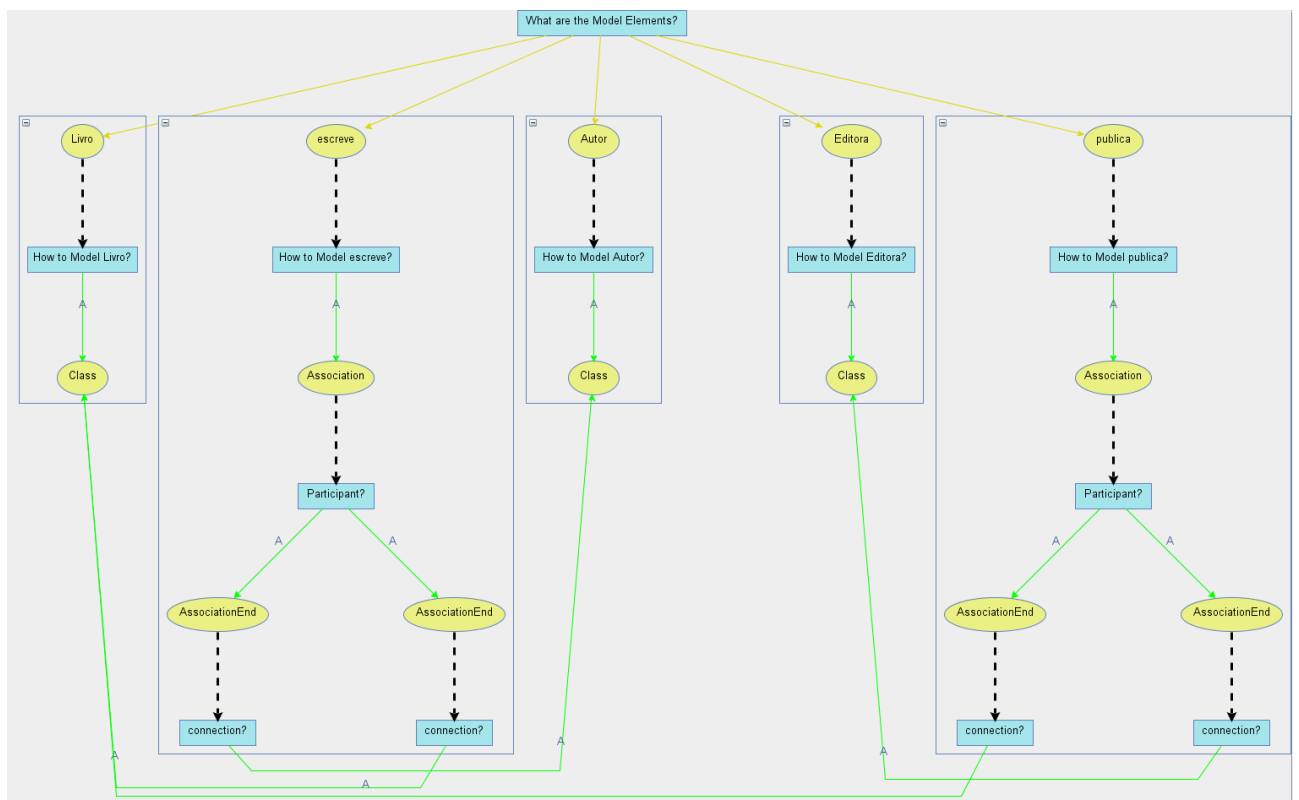 What are the Model Elements?
Livro
escreve
Autor
Editora
publica
How to Model Livro?
How to Model escreve?
How to Model Autor?
How to Model Editora?
How to Model publica?
A
A
A
A
A
Class
Association
Class
Class
Association
Participant?
Participant?
A
A
A
A
AssociationEnd
AssociationEnd
AssociationEnd
AssociationEnd
connection?
connection?
connection?
connection?
A
A
A
A